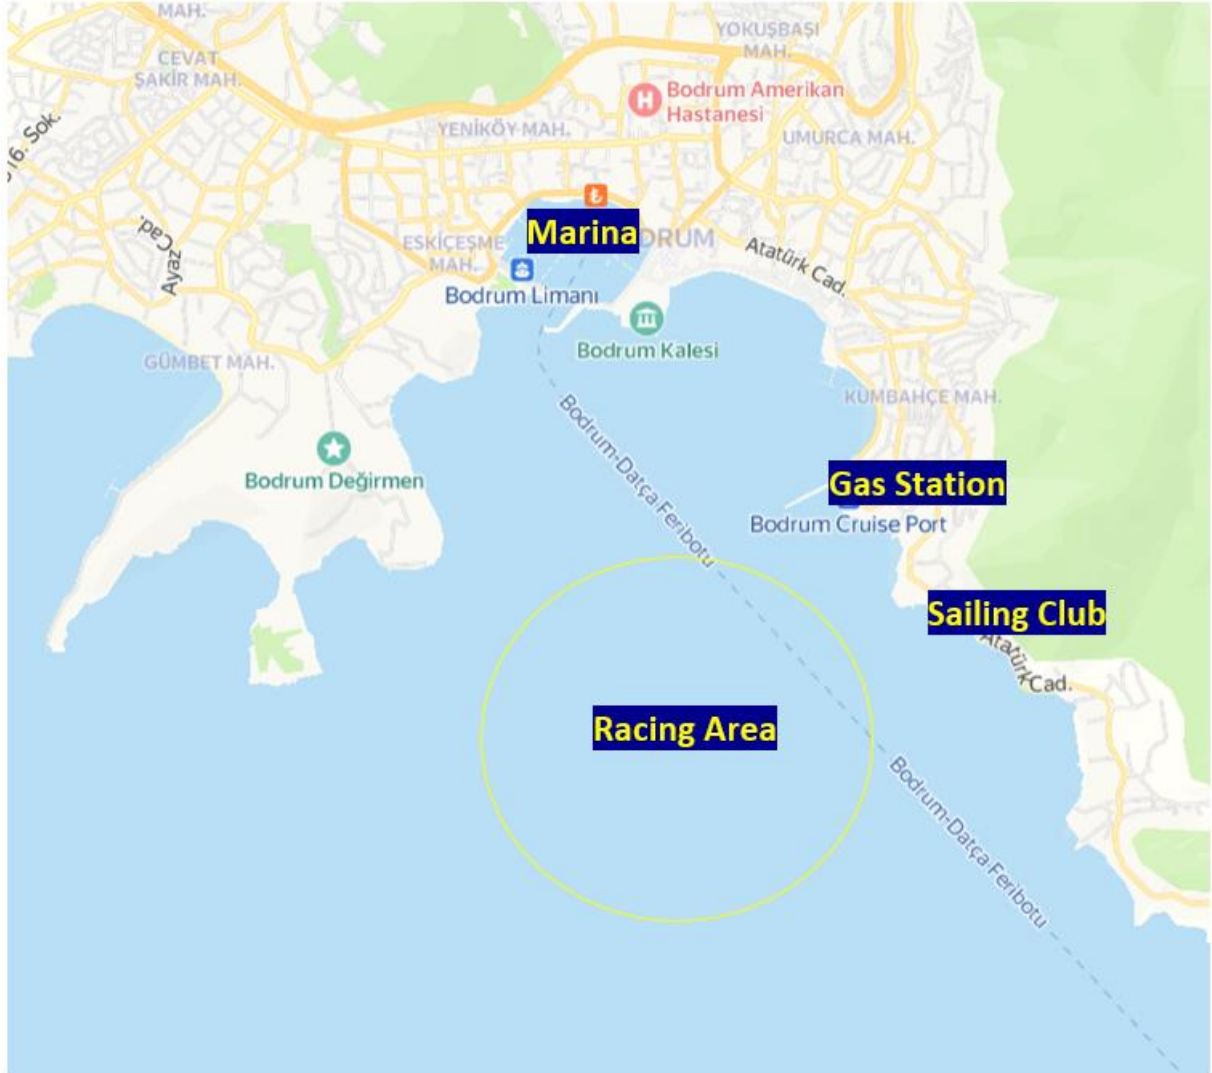 MAH.
YOKUŞBAŞI
MAH.
CEVAT
ŞAKİR MAH.
Bodrum Amerikan
Hastanesi
YENİKÖY MAH.
UMURCA MAH.
16. Sok.
Marina
DRUM
Ayaz Cad.
ESKİÇEŞME
MAH.
Atatürk Cad.
Bodrum Limanı
Bodrum Kalesi
GÜMBET MAH.
KUMBAHÇE MAH.
Bodrum-Datça Feribotu
Bodrum Değirmen
Gas Station
Bodrum Cruise Port
Sailing Club
Atatürk Cad.
Racing Area
Bodrum-Datça Feribotu